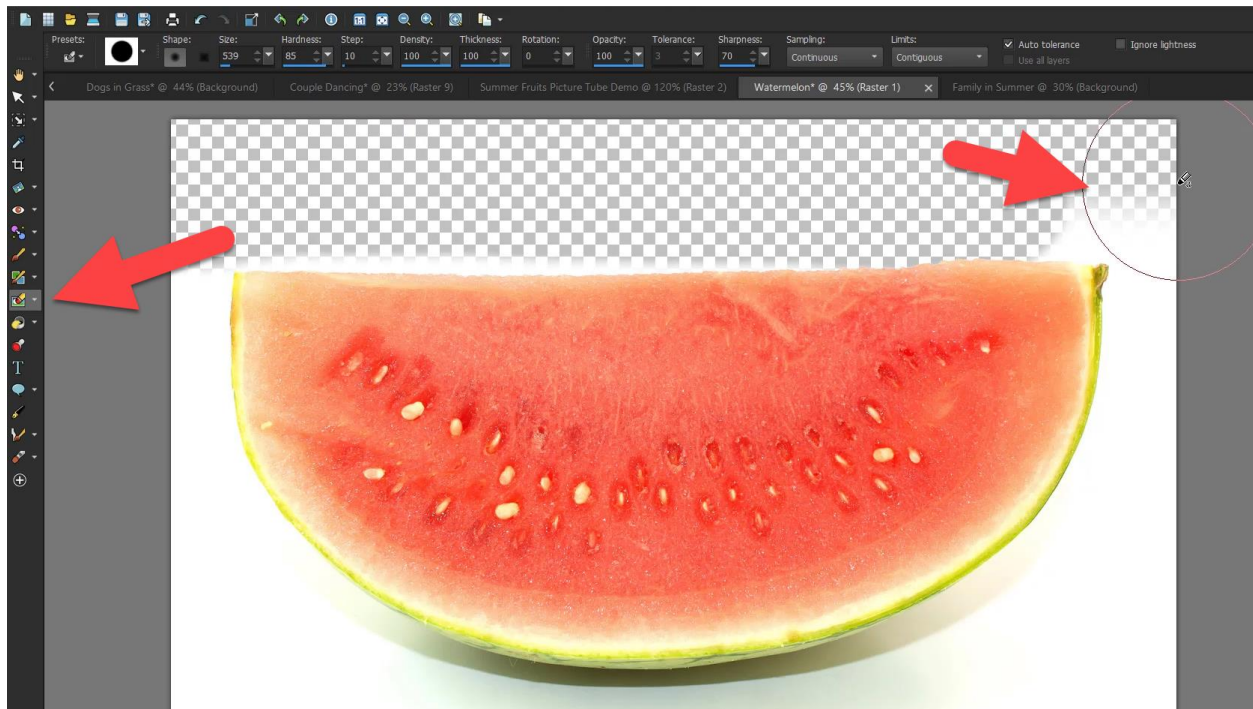 Presets: Shape: Size: Hardness: Step: Density: Thickness: Rotation: Opacity: Tolerance: Sharpness: Sampling: Limits:
539 85 10 100 100 0 100 3 70 Continuous Contiguous
Auto tolerance Ignore lightness
Use all layers
Dogs in Grass* @ 44% (Background) Couple Dancing* @ 23% (Raster 9) Summer Fruits Picture Tube Demo @ 120% (Raster 2) Watermelon* @ 45% (Raster 1) Family in Summer @ 30% (Background)
T